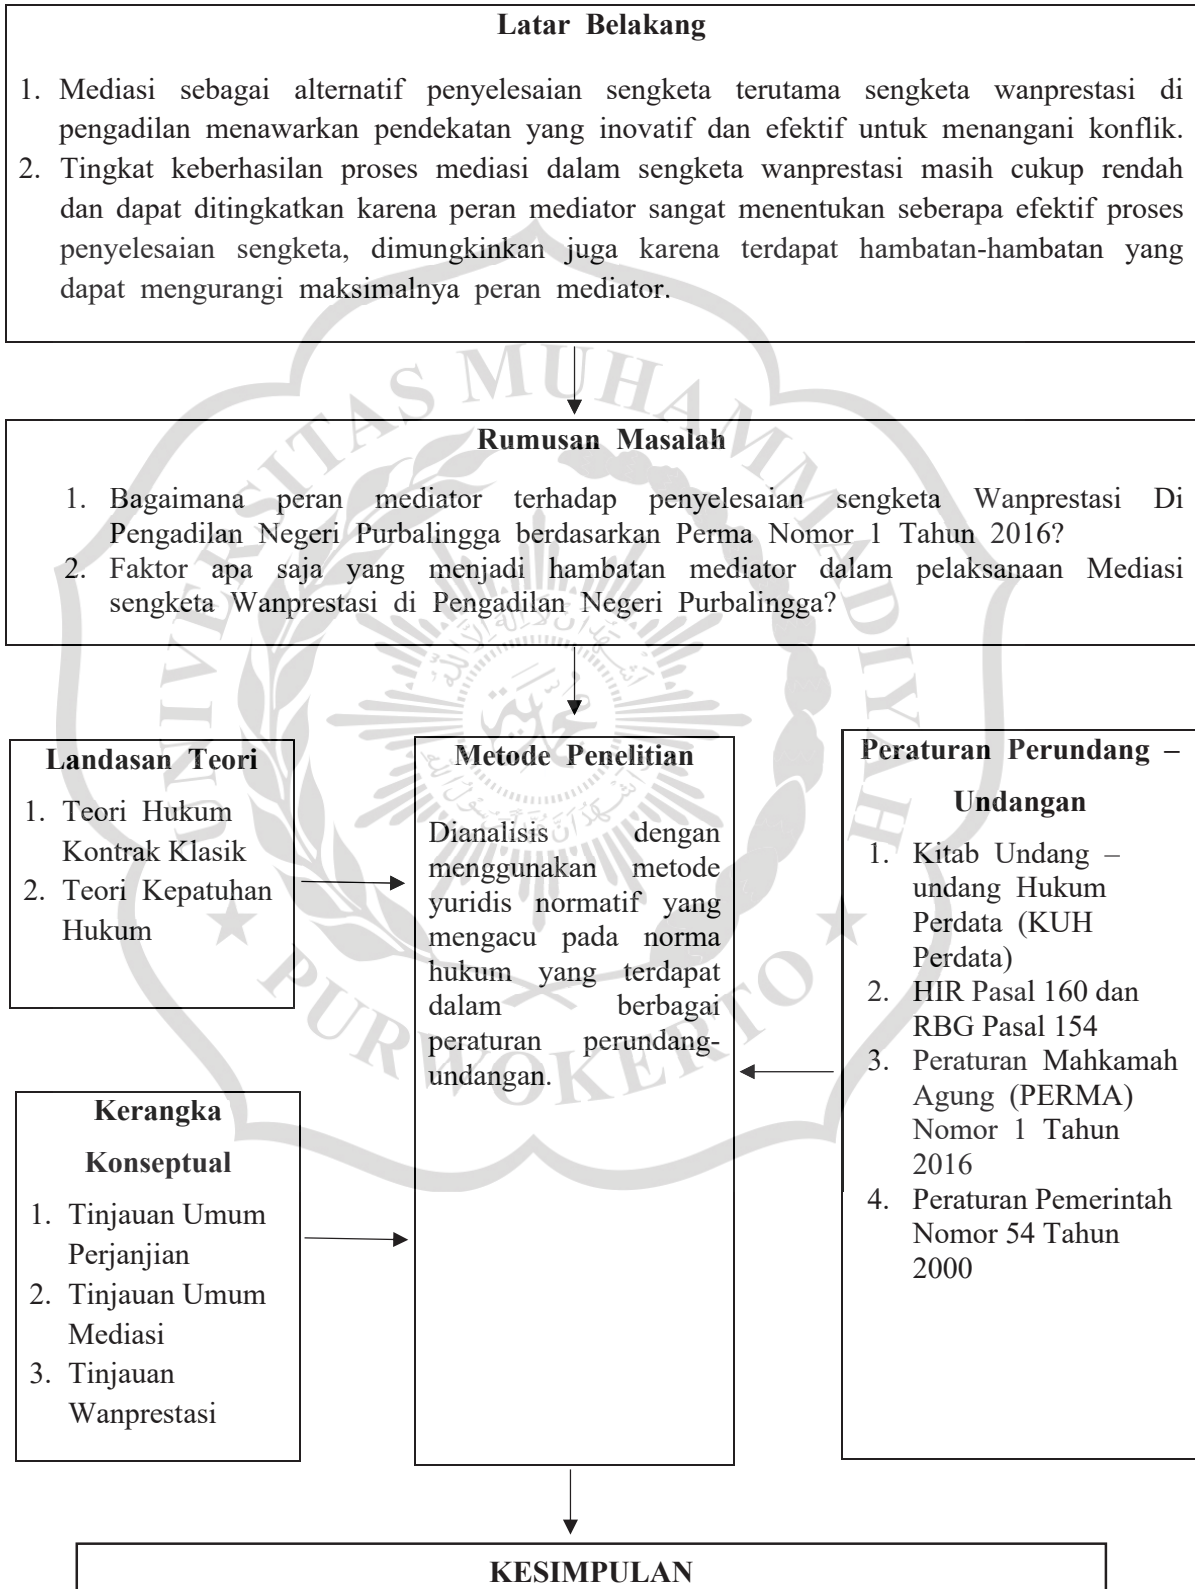 Latar Belakang
1. Mediasi sebagai alternatif penyelesaian sengketa terutama sengketa wanprestasi di
pengadilan menawarkan pendekatan yang inovatif dan efektif untuk menangani konflik.
2. Tingkat keberhasilan proses mediasi dalam sengketa wanprestasi masih cukup rendah
dan dapat ditingkatkan karena peran mediator sangat menentukan seberapa efektif proses
penyelesaian sengketa, dimungkinkan juga karena terdapat hambatan-hambatan yang
dapat mengurangi maksimalnya peran mediator.
Rumusan Masalah
1. Bagaimana peran mediator terhadap penyelesaian sengketa Wanprestasi Di
Pengadilan Negeri Purbalingga berdasarkan Perma Nomor 1 Tahun 2016?
2. Faktor apa saja yang menjadi hambatan mediator dalam pelaksanaan Mediasi
sengketa Wanprestasi di Pengadilan Negeri Purbalingga?
Landasan Teori
1. Teori Hukum
Kontrak Klasik
2. Teori Kepatuhan
Hukum
Kerangka
Konseptual
1. Tinjauan Umum
Perjanjian
2. Tinjauan Umum
Mediasi
3. Tinjauan
Wanprestasi
Metode Penelitian
Dianalisis dengan
menggunakan metode
yuridis normatif yang
mengacu pada norma
hukum yang terdapat
dalam berbagai
peraturan perundang-
undangan.
Peraturan Perundang –
Undangan
1. Kitab Undang –
undang Hukum
Perdata (KUH
Perdata)
2. HIR Pasal 160 dan
RBG Pasal 154
3. Peraturan Mahkamah
Agung (PERMA)
Nomor 1 Tahun
2016
4. Peraturan Pemerintah
Nomor 54 Tahun
2000
KESIMPULAN
UNIVERSITAS MUHAMMADIYAH
PURWOKERTO